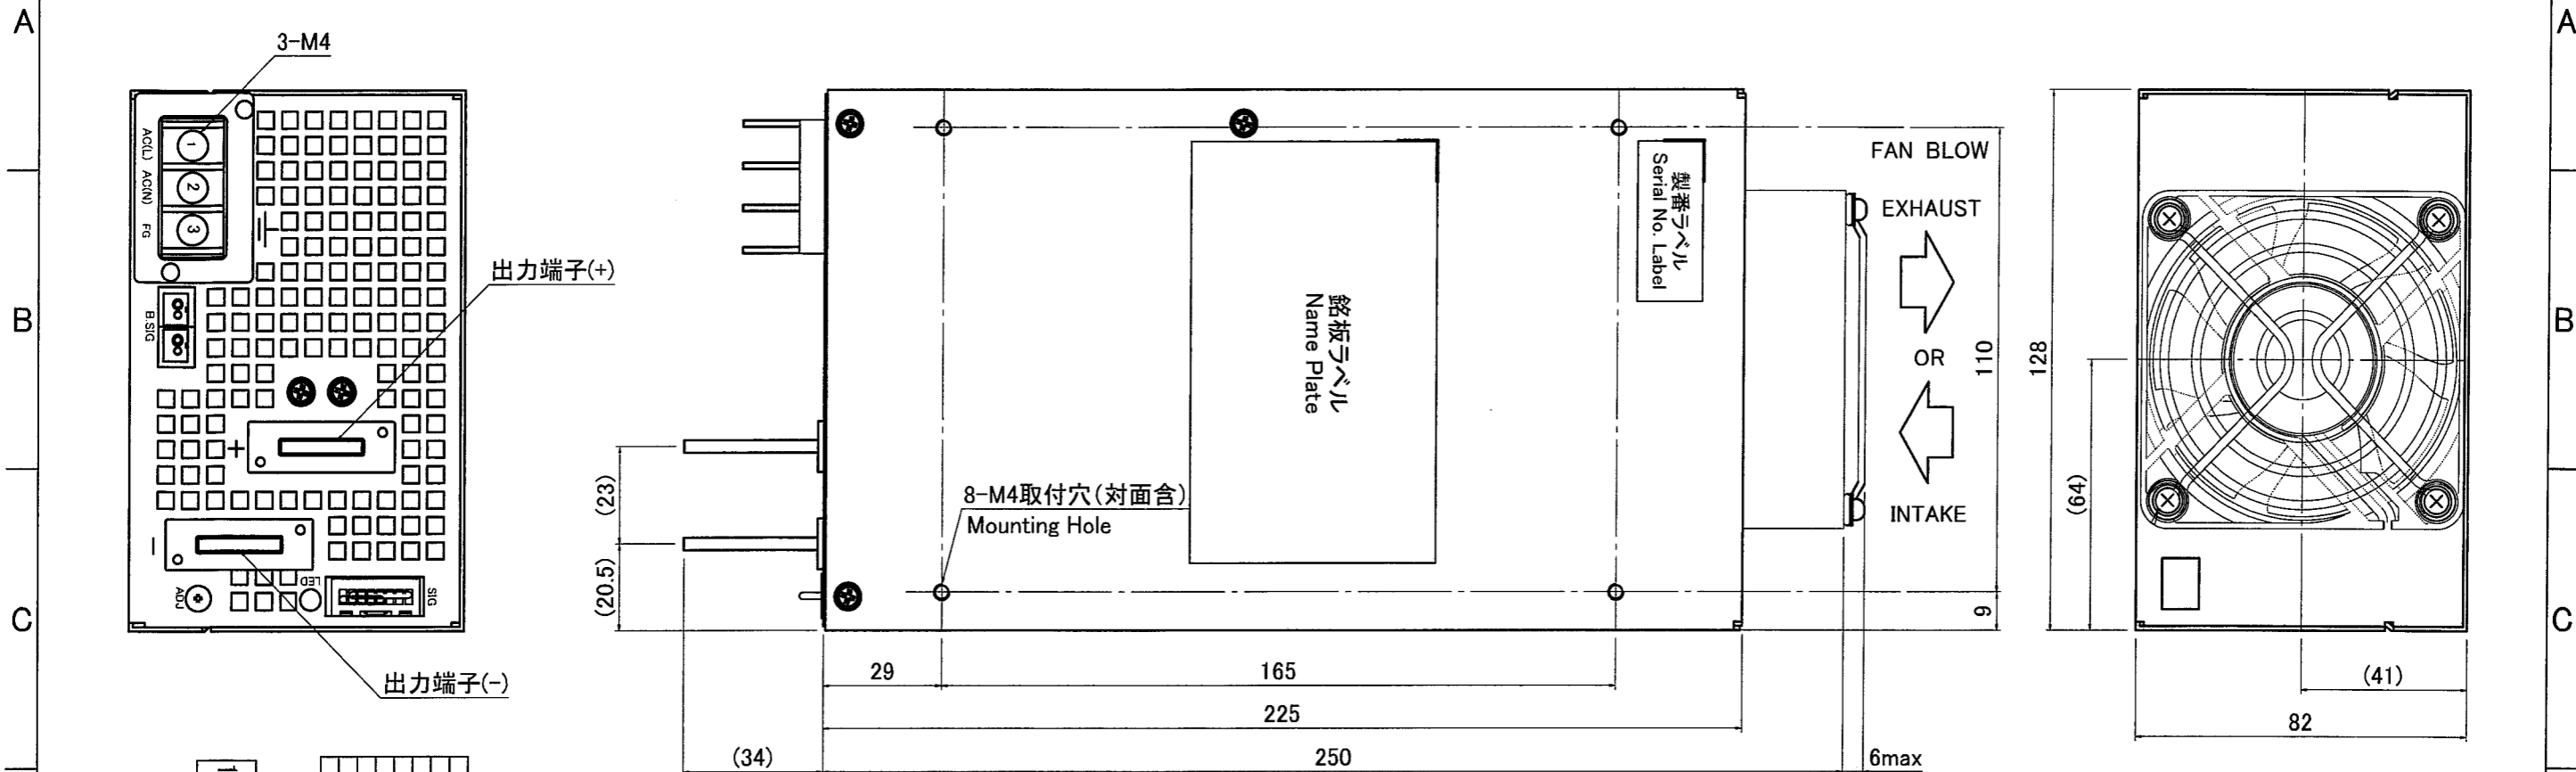 A
A
B
B
C
C
3-M4
AC(L)
AC(N)
FG
1
2
3
B.SIG
出力端子(+)
+
-
出力端子(-)
ADJ
LED
SIG
銘板ラベル
Name Plate
製番ラベル
Serial No. Label
8-M4取付穴(対面含)
Mounting Hole
FAN BLOW
EXHAUST
OR
INTAKE
(23)
(20.5)
110
9
29
165
225
(34)
250
6max
128
(64)
(41)
82